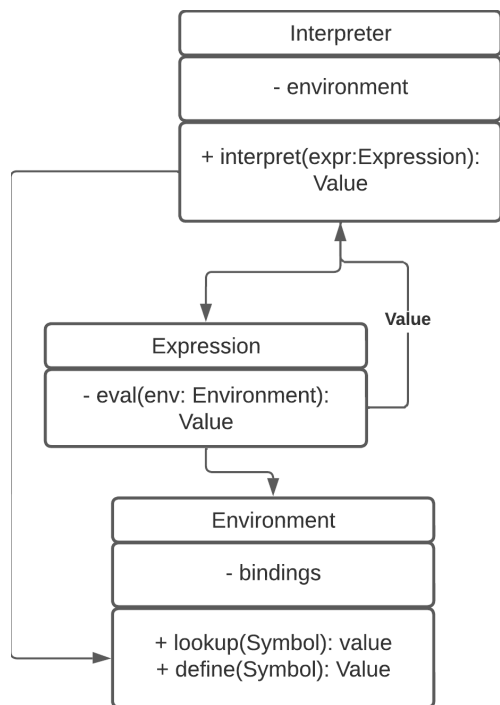 Interpreter
- environment
+ interpret(expr:Expression):
Value
Value
Expression
- eval(env: Environment):
Value
Environment
- bindings
+ lookup(Symbol): value
+ define(Symbol): Value